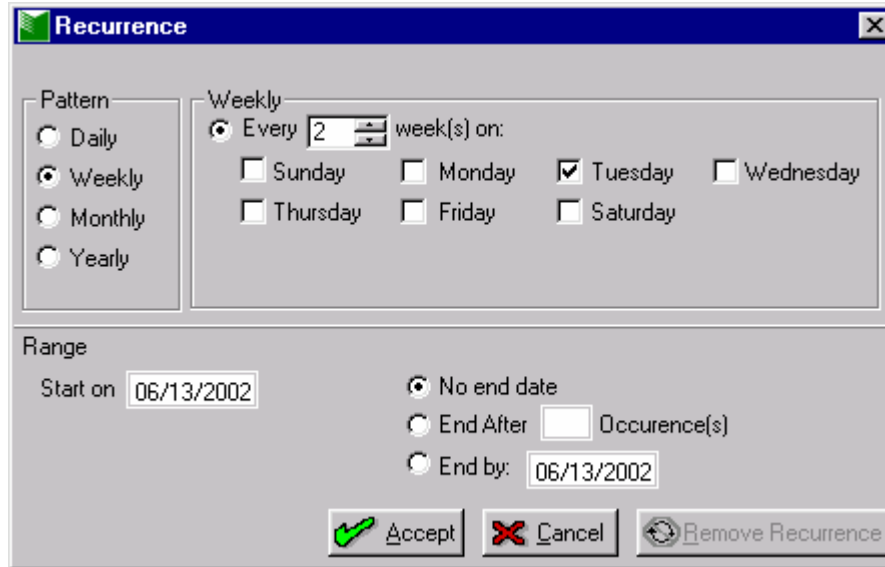 Recurrence
Pattern
Daily
Weekly
Monthly
Yearly
Weekly
Every 2 week(s) on:
Sunday Monday Tuesday Wednesday
Thursday Friday Saturday
Range
Start on 06/13/2002
No end date
End After Occurence(s)
End by: 06/13/2002
Accept Cancel Remove Recurrence